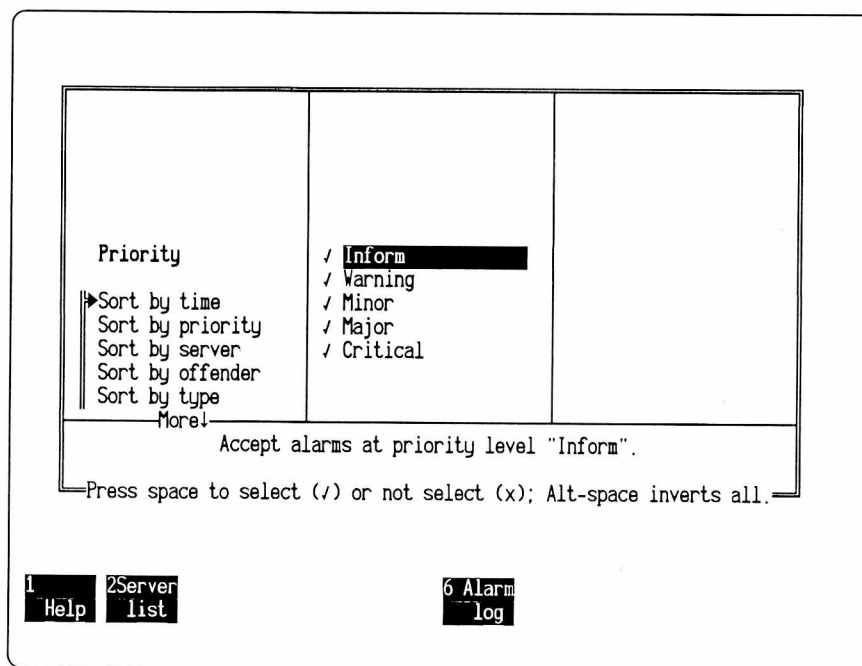 Priority
Sort by time
Sort by priority
Sort by server
Sort by offender
Sort by type
More↓
✓ Inform
✓ Warning
✓ Minor
✓ Major
✓ Critical
Accept alarms at priority level "Inform".
Press space to select (✓) or not select (x); Alt-space inverts all.
1 Help
2Server list
6 Alarm log